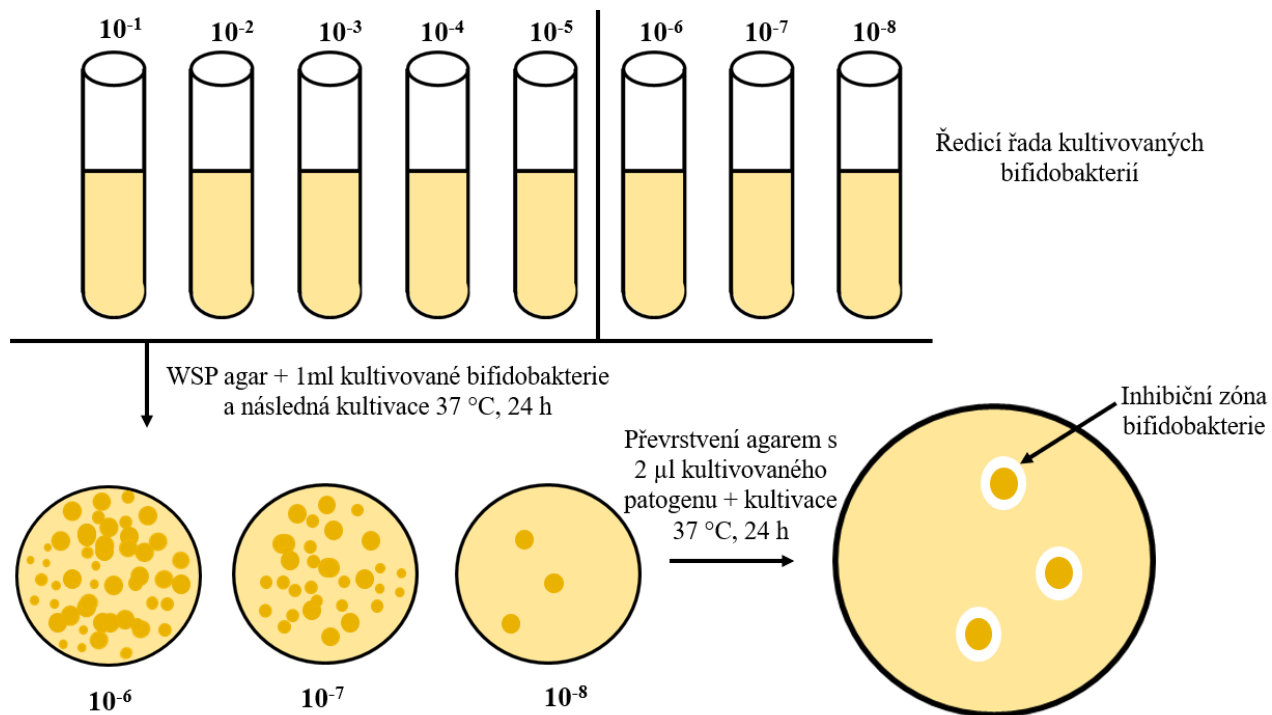 10⁻¹ 10⁻² 10⁻³ 10⁻⁴ 10⁻⁵ 10⁻⁶ 10⁻⁷ 10⁻⁸
Ředicí řada kultivovaných
bifidobakterií
WSP agar + 1ml kultivované bifidobakterie
a následná kultivace 37 °C, 24 h
Převrstvení agarem s
2 µl kultivovaného
patogenu + kultivace
37 °C, 24 h
Inhibiční zóna
bifidobakterie
10⁻⁶ 10⁻⁷ 10⁻⁸